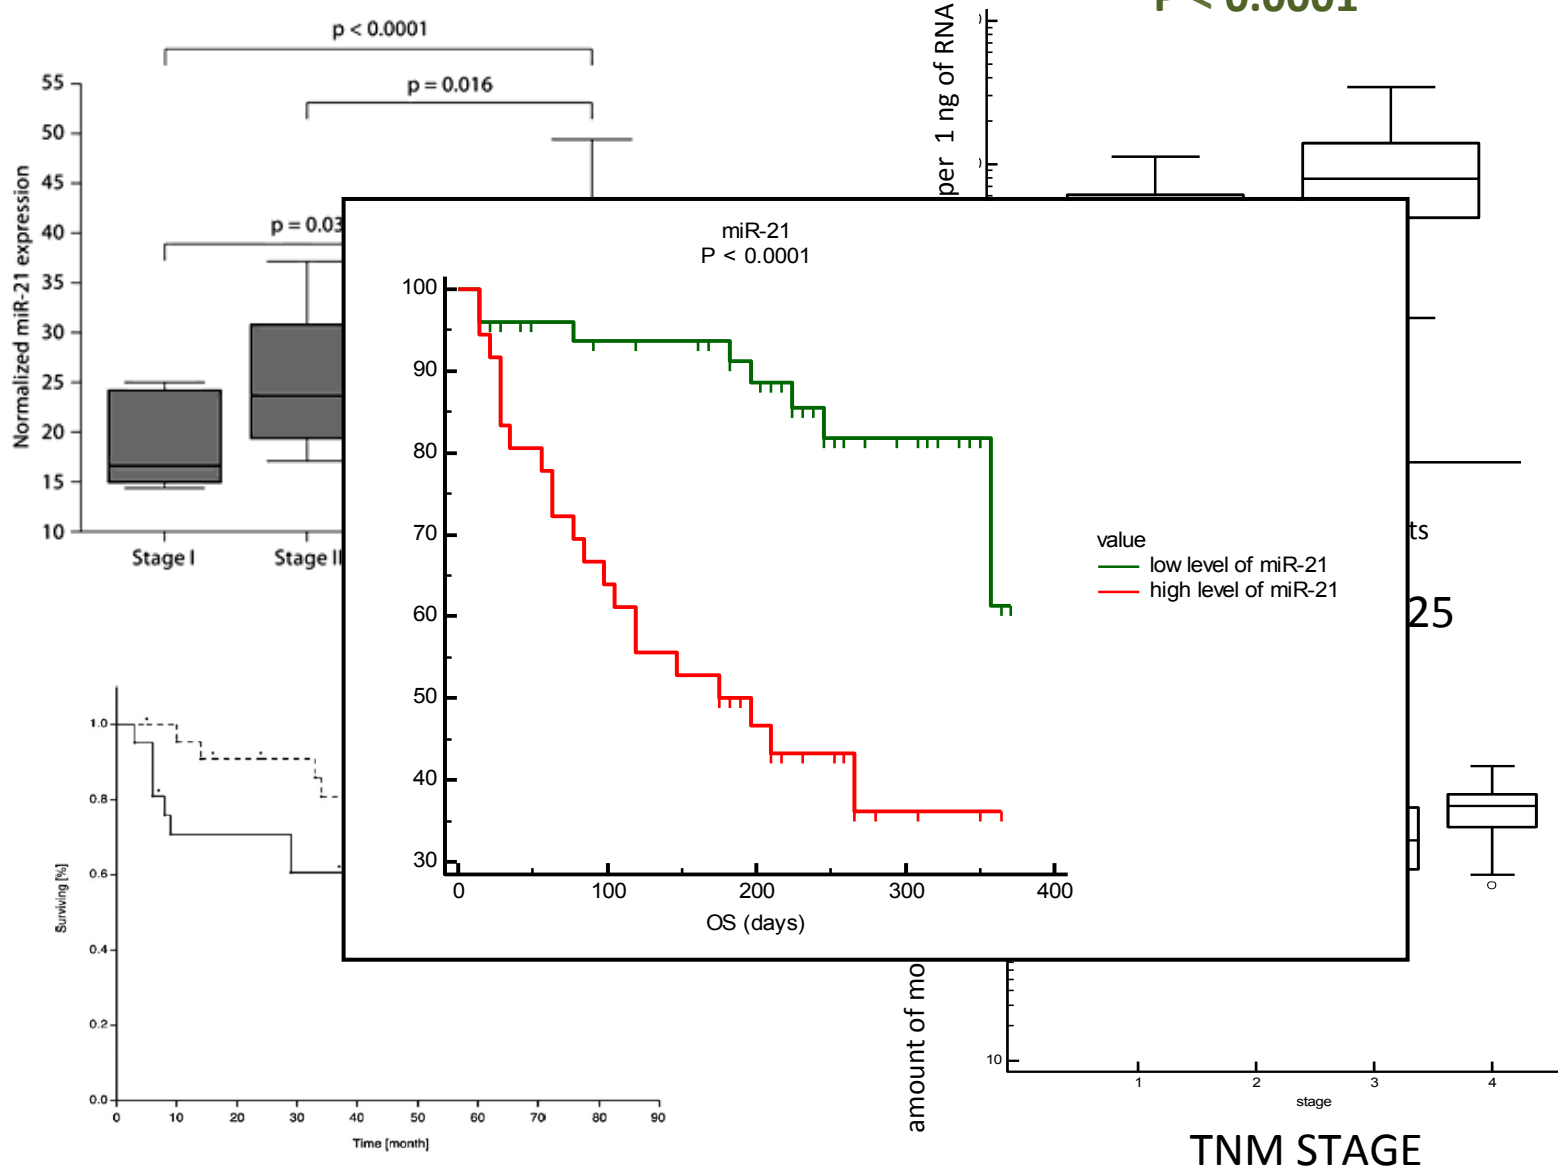 p < 0.0001
p = 0.016
p = 0.03
55
50
45
40
35
30
25
20
15
10
Normalized miR-21 expression
Stage I
Stage II
per 1 ng of RNA
P < 0.0001
miR-21
P < 0.0001
100
90
80
70
60
50
40
30
0
100
200
300
400
OS (days)
value
low level of miR-21
high level of miR-21
ts
25
1.0
0.8
0.6
0.4
0.2
0.0
Surviving [%]
0
10
20
30
40
50
60
70
80
90
Time [month]
amount of mo
10
1
2
3
4
stage
TNM STAGE